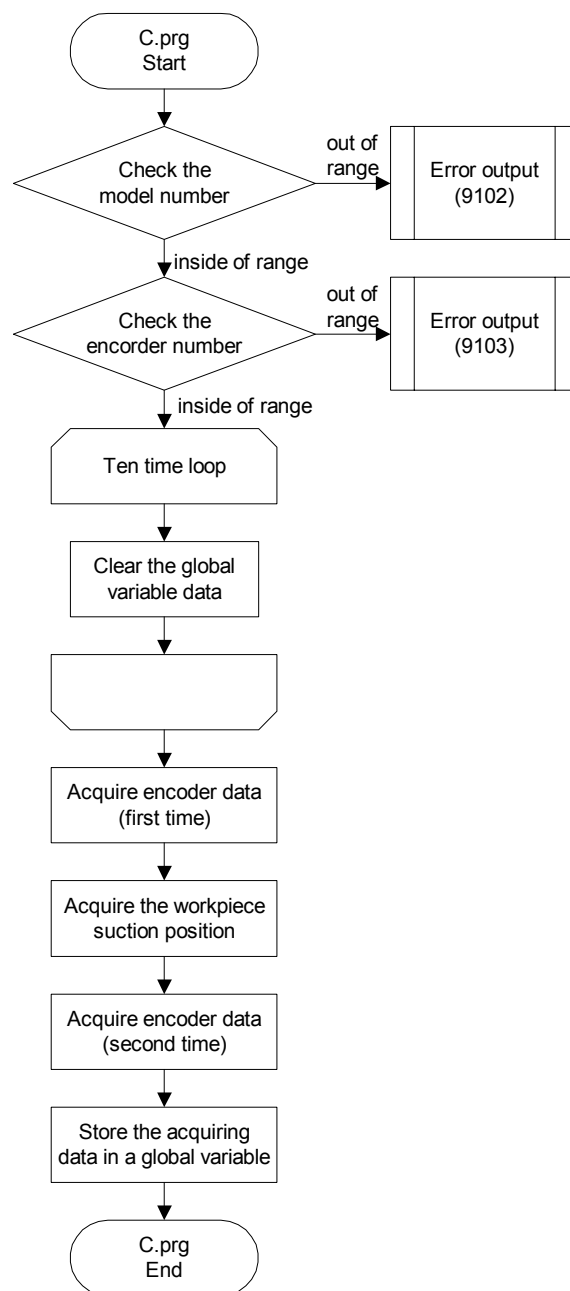 C.prg
Start
Check the
model number
out of
range
Error output
(9102)
inside of range
Check the
encorder number
out of
range
Error output
(9103)
inside of range
Ten time loop
Clear the global
variable data
Acquire encoder data
(first time)
Acquire the workpiece
suction position
Acquire encoder data
(second time)
Store the acquiring
data in a global variable
C.prg
End